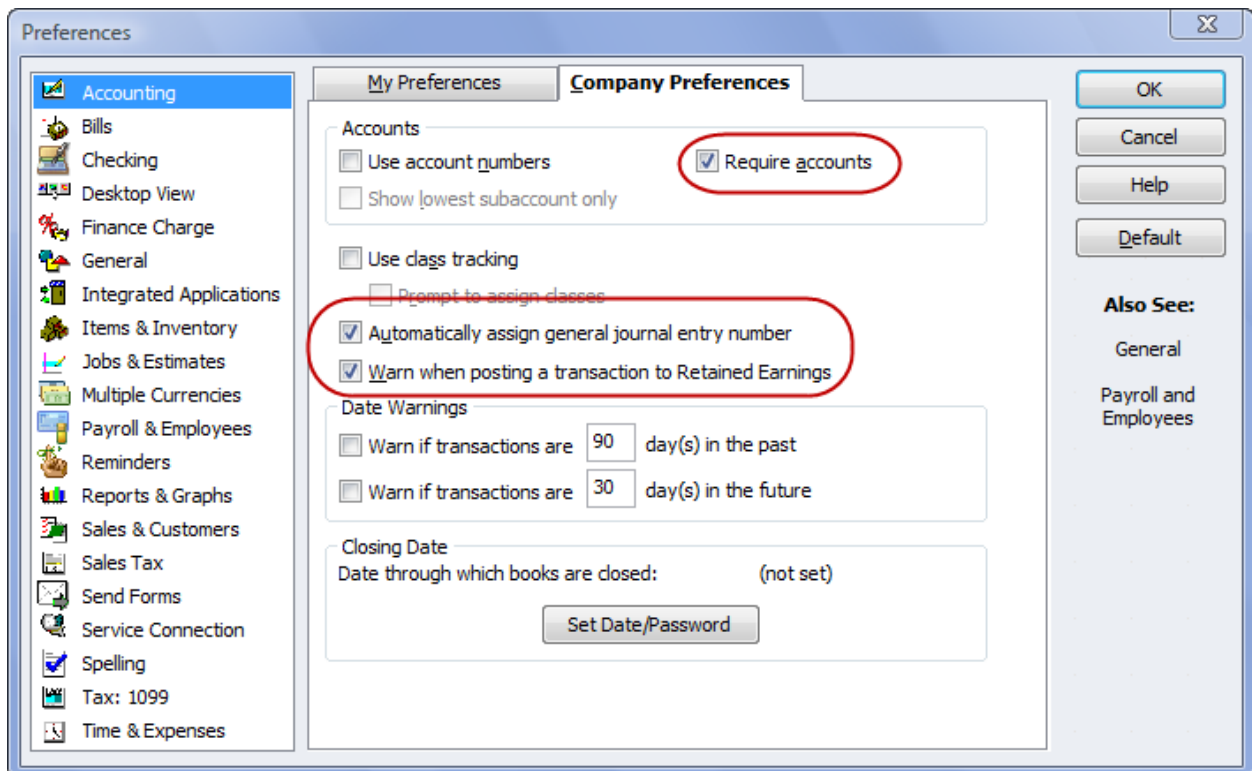 Preferences
Accounting
Bills
Checking
Desktop View
Finance Charge
General
Integrated Applications
Items & Inventory
Jobs & Estimates
Multiple Currencies
Payroll & Employees
Reminders
Reports & Graphs
Sales & Customers
Sales Tax
Send Forms
Service Connection
Spelling
Tax: 1099
Time & Expenses
My Preferences
Company Preferences
Accounts
Use account numbers
Require accounts
Show lowest subaccount only
Use class tracking
Prompt to assign classes
Automatically assign general journal entry number
Warn when posting a transaction to Retained Earnings
Date Warnings
Warn if transactions are 90 day(s) in the past
Warn if transactions are 30 day(s) in the future
Closing Date
Date through which books are closed: (not set)
Set Date/Password
OK
Cancel
Help
Default
Also See:
General
Payroll and
Employees